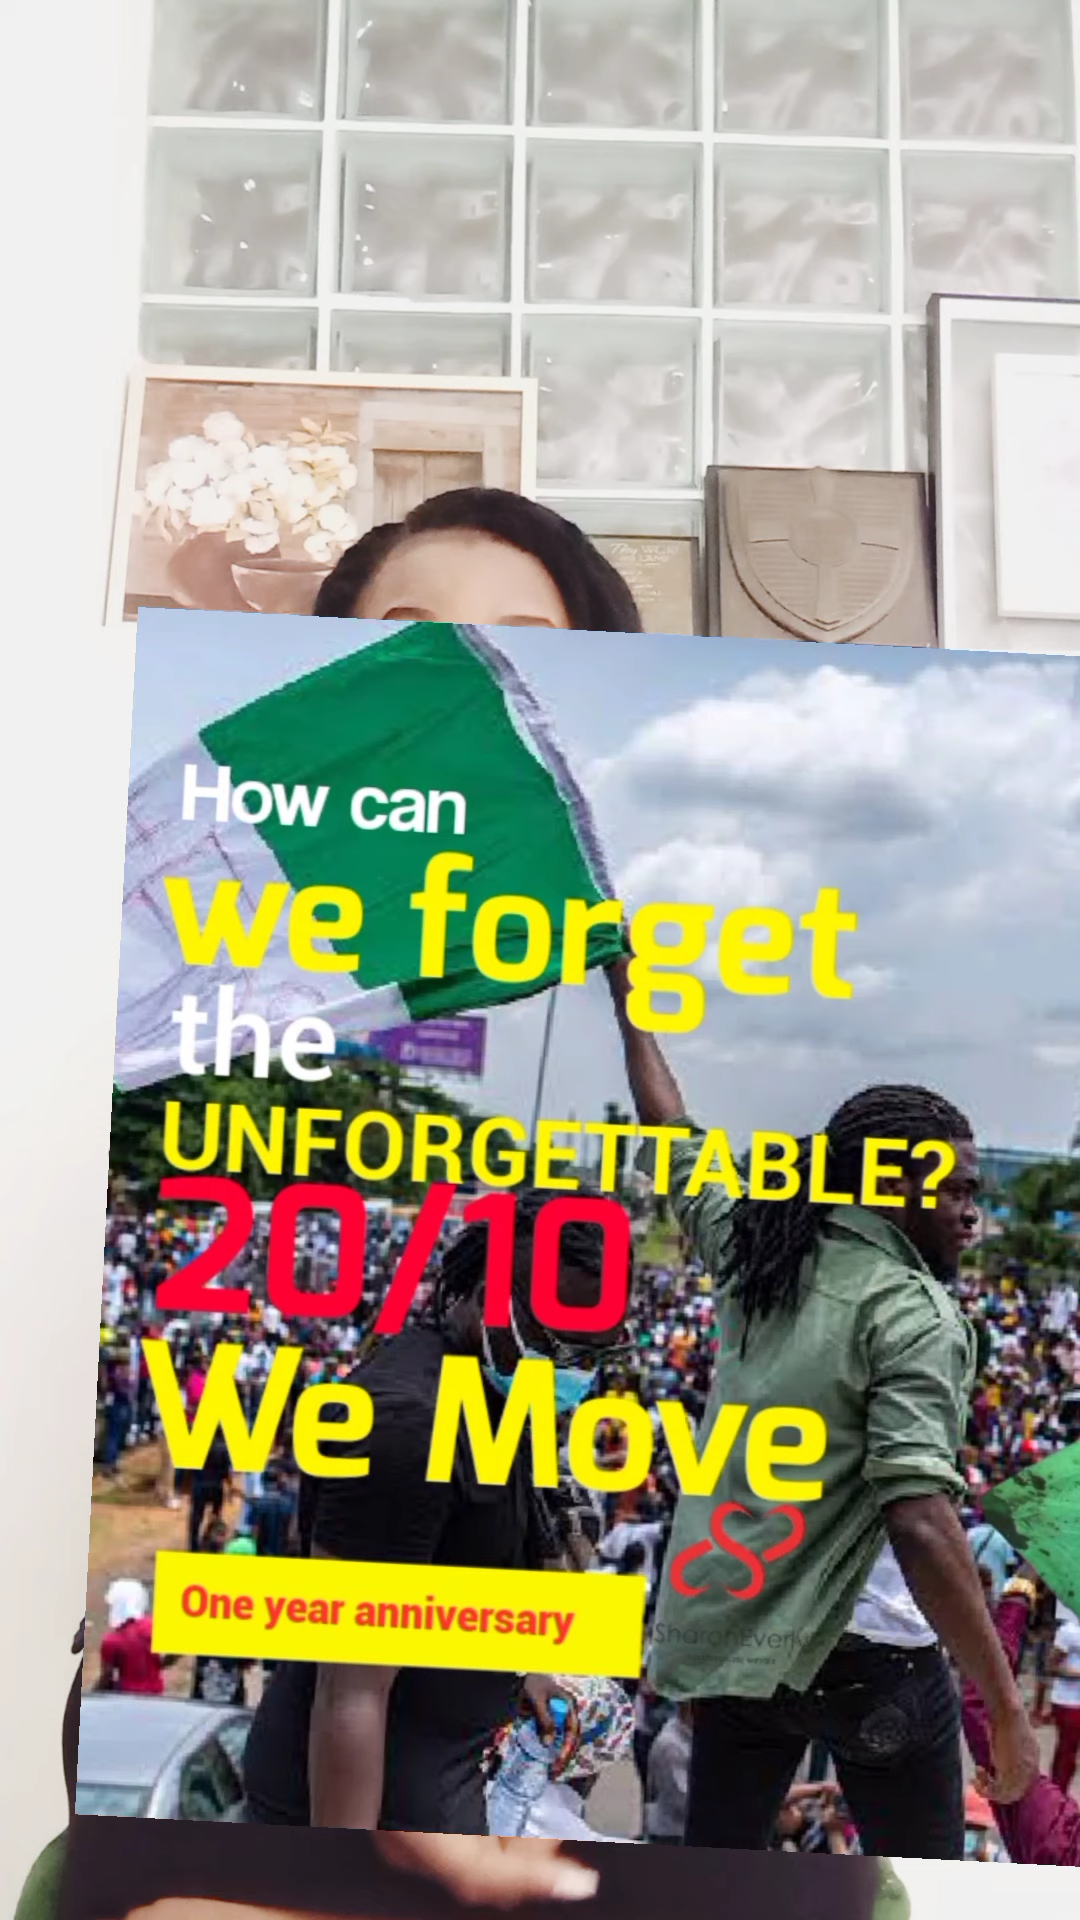 How can
we forget
the
UNFORGETTABLE?
20/10
We Move
One year anniversary